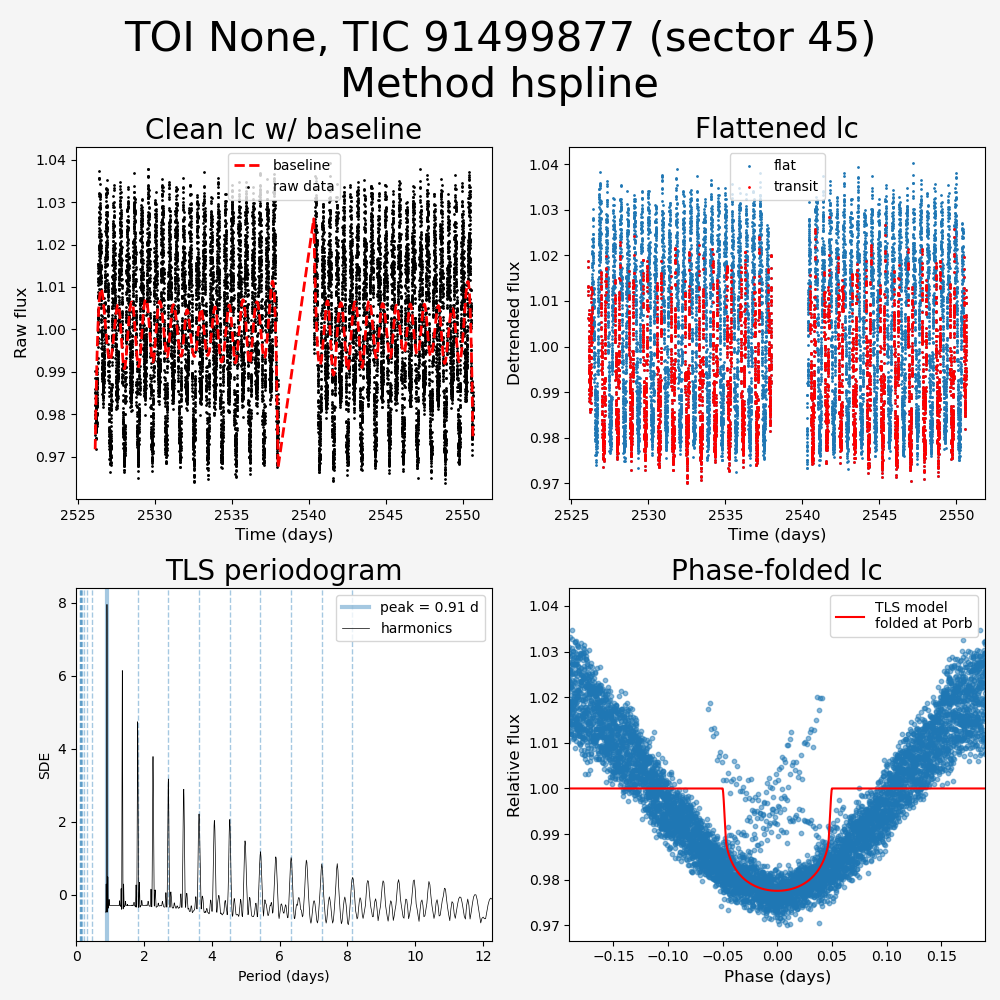 TOI None, TIC 91499877 (sector 45)
Method hspline
Clean lc w/ baseline
Raw flux
1.04
1.03
1.02
1.01
1.00
0.99
0.98
0.97
baseline
raw data
2525 2530 2535 2540 2545 2550
Time (days)
Flattened lc
Detrended flux
1.04
1.03
1.02
1.01
1.00
0.99
0.98
0.97
flat
transit
2525 2530 2535 2540 2545 2550
Time (days)
TLS periodogram
SDE
8
6
4
2
0
peak = 0.91 d
harmonics
0 2 4 6 8 10 12
Period (days)
Phase-folded lc
Relative flux
1.04
1.03
1.02
1.01
1.00
0.99
0.98
0.97
TLS model
folded at Porb
−0.15 −0.10 −0.05 0.00 0.05 0.10 0.15
Phase (days)